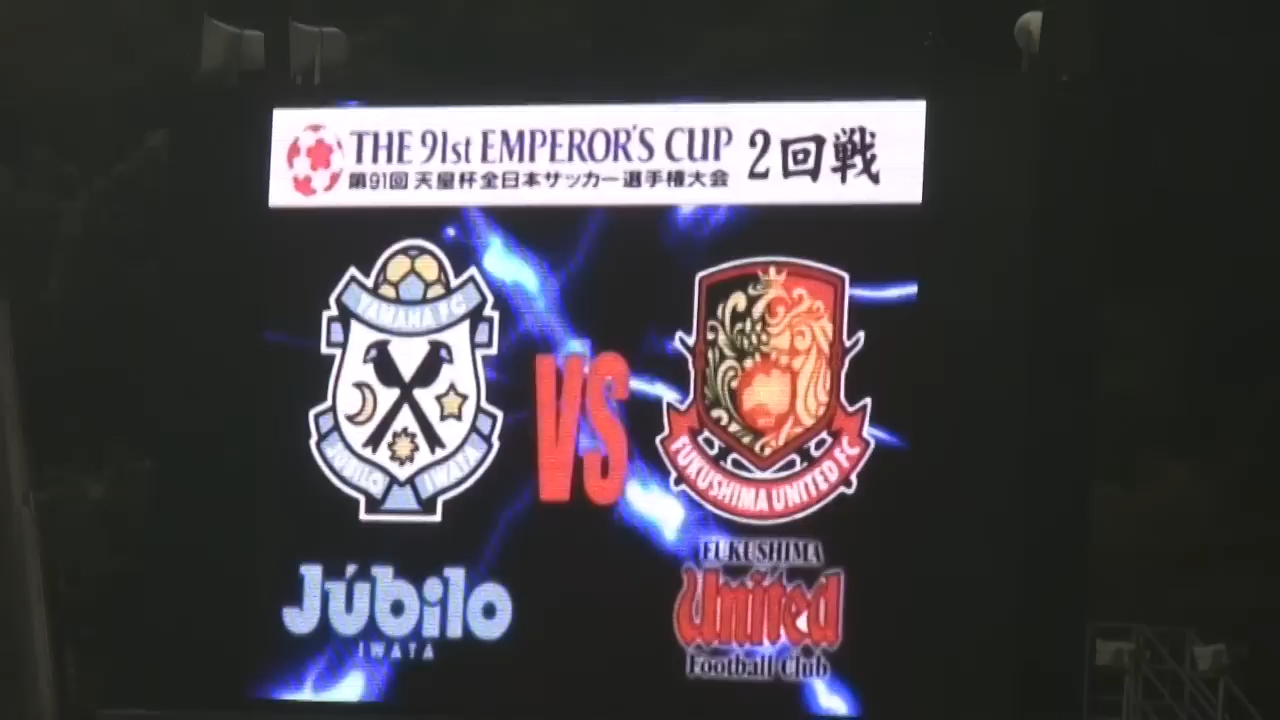 THE 91st EMPEROR'S CUP
第91回 天皇杯全日本サッカー選手権大会
2回戦
YAMAHA F.C.
JUBILO IWATA
VS
FUKUSHIMA UNITED FC
Júbilo
IWATA
FUKUSHIMA
United
Football Club